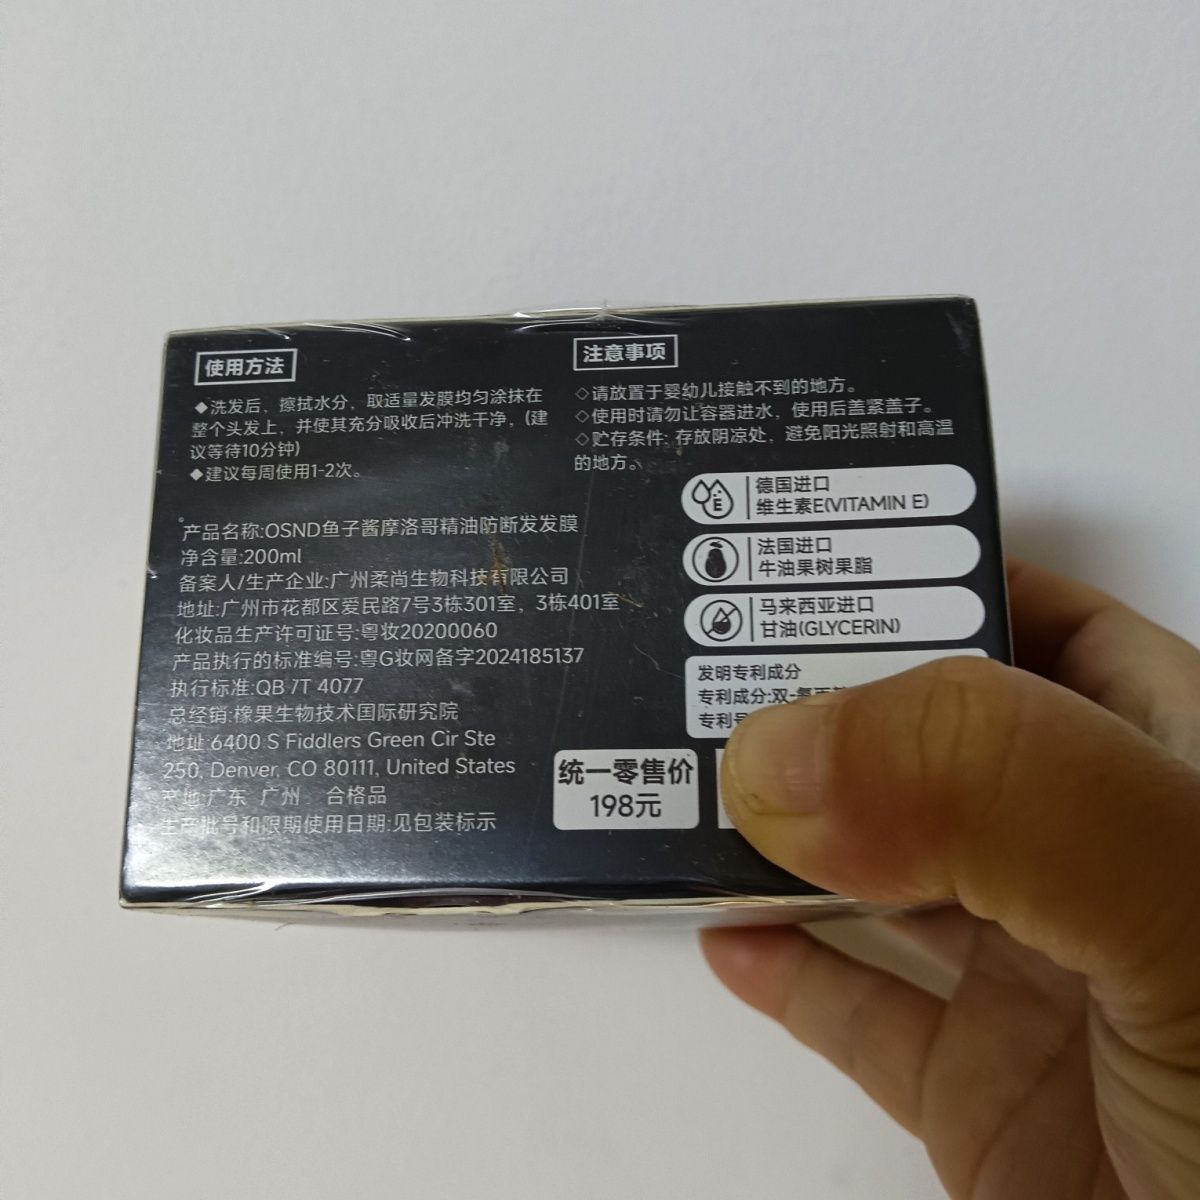 使用方法
◆洗发后，擦拭水分，取适量发膜均匀涂抹在
整个头发上，并使其充分吸收后冲洗干净，(建
议等待10分钟)
◆建议每周使用1-2次。
注意事项
◇请放置于婴幼儿接触不到的地方。
◇使用时请勿让容器进水，使用后盖紧盖子。
◇贮存条件: 存放阴凉处，避免阳光照射和高温
的地方。
E
德国进口
维生素E(VITAMIN E)
法国进口
牛油果树果脂
马来西亚进口
甘油(GLYCERIN)
发明专利成分
专利成分:双-氨丙基
专利号
产品名称:OSND鱼子酱摩洛哥精油防断发发膜
净含量:200ml
备案人/生产企业:广州柔尚生物科技有限公司
地址:广州市花都区爱民路7号3栋301室，3栋401室
化妆品生产许可证号:粤妆20200060
产品执行的标准编号:粤G妆网备字2024185137
执行标准:QB /T 4077
总经销:橡果生物技术国际研究院
地址:6400 S Fiddlers Green Cir Ste
250, Denver, CO 80111, United States
产地:广东 广州 合格品
生产批号和限期使用日期:见包装标示
统一零售价
198元